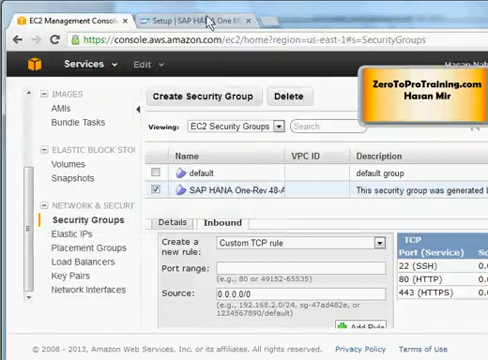 EC2 Management Consol
Setup | SAP HANA One
https://console.aws.amazon.com/ec2/home?region=us-east-1#s=SecurityGroups
Services
Edit
Hasan
ZeroToProTraining.com
Hasan Mir
IMAGES
AMIs
Bundle Tasks
ELASTIC BLOCK STO
Volumes
Snapshots
NETWORK & SECURI
Security Groups
Elastic IPs
Placement Groups
Load Balancers
Key Pairs
Network Interfaces
Create Security Group
Delete
Viewing:
EC2 Security Groups
Search
Name
VPC ID
Description
default
default group
SAP HANA One-Rev 48-A
This security group was generated b
Details
Inbound
Create a
new rule:
Custom TCP rule
Port range:
(e.g., 80 or 49152-65535)
Source:
0.0.0.0/0
(e.g., 192.168.2.0/24, sg-47ad482e, or
1234567890/default)
Add Rule
TCP
Port (Service)
22 (SSH)
80 (HTTP)
443 (HTTPS)
© 2008 - 2013, Amazon Web Services, Inc. or its affiliates. All rights reserved.
Privacy Policy
Terms of Use